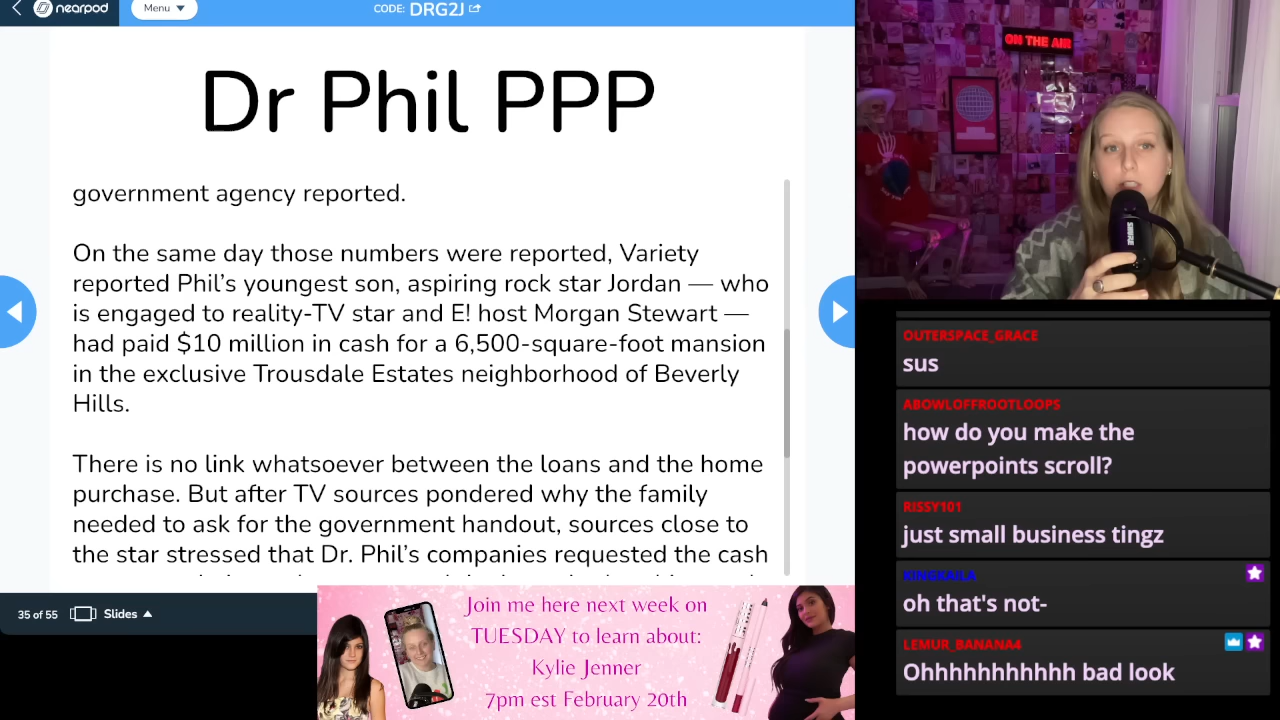 nearpod
Menu
CODE: DRG2J
ON THE AIR
Dr Phil PPP
government agency reported.
On the same day those numbers were reported, Variety
reported Phil’s youngest son, aspiring rock star Jordan — who
is engaged to reality-TV star and E! host Morgan Stewart —
had paid $10 million in cash for a 6,500-square-foot mansion
in the exclusive Trousdale Estates neighborhood of Beverly
Hills.
There is no link whatsoever between the loans and the home
purchase. But after TV sources pondered why the family
needed to ask for the government handout, sources close to
the star stressed that Dr. Phil’s companies requested the cash
35 of 55
Slides
Join me here next week on
TUESDAY to learn about:
Kylie Jenner
7pm est February 20th
SHURE
OUTERSPACE_GRACE
sus
ABOWLOFFROOTLOOPS
how do you make the
powerpoints scroll?
RISSY101
just small business tingz
KINGKAILA
oh that's not-
LEMUR_BANANA4
Ohhhhhhhhhhh bad look